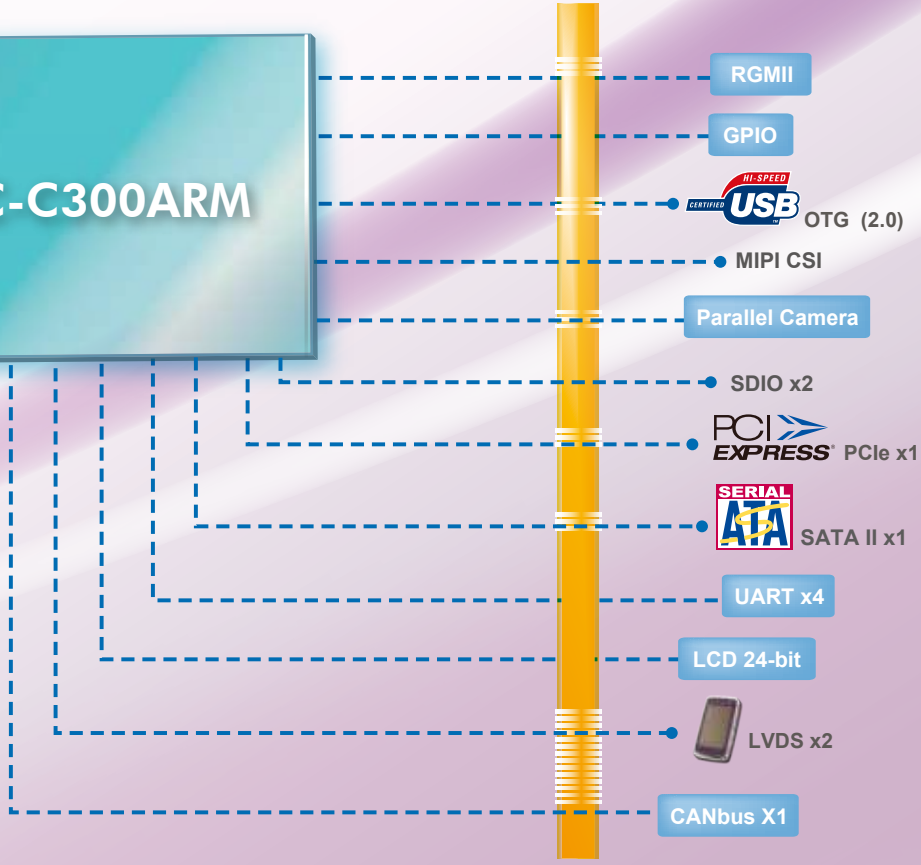 C-C300ARM
RGMII
GPIO
HI-SPEED
CERTIFIED USB OTG (2.0)
MIPI CSI
Parallel Camera
SDIO x2
PCI
EXPRESS® PCIe x1
SERIAL
ATA SATA II x1
UART x4
LCD 24-bit
LVDS x2
CANbus X1